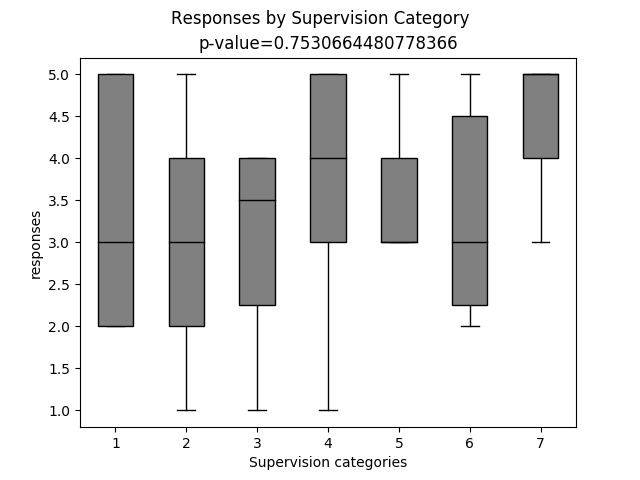 Responses by Supervision Category
p-value=0.7530664480778366
5.0
4.5
4.0
3.5
3.0
2.5
2.0
1.5
1.0
responses
1 2 3 4 5 6 7
Supervision categories